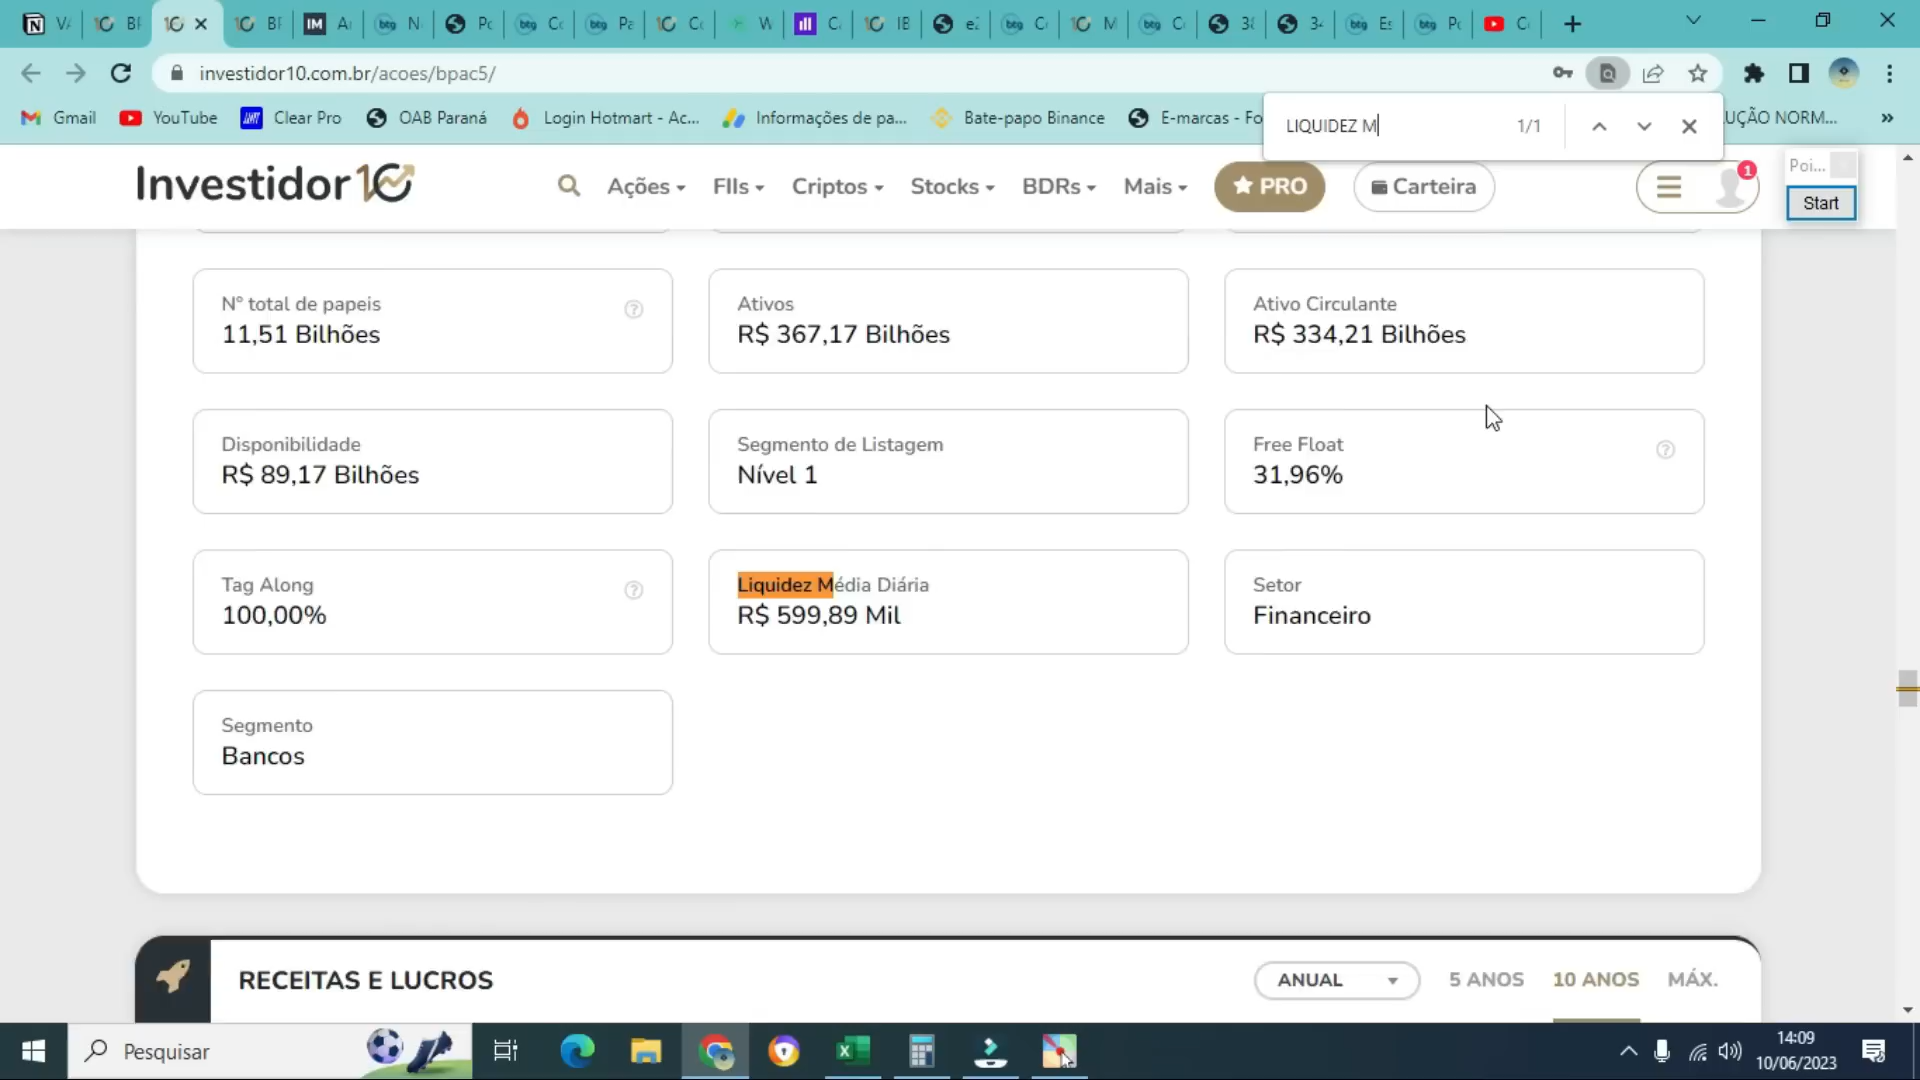 investidor10.com.br/acoes/bpac5/
Gmail
YouTube
Clear Pro
OAB Paraná
Login Hotmart - Ac...
Informações de pa...
Bate-papo Binance
E-marcas - Fo
UÇÃO NORM...
»
LIQUIDEZ M
1/1
Investidor10
Ações
FIIs
Criptos
Stocks
BDRs
Mais
PRO
Carteira
1
Poi...
Start
N° total de papeis
11,51 Bilhões
Ativos
R$ 367,17 Bilhões
Ativo Circulante
R$ 334,21 Bilhões
Disponibilidade
R$ 89,17 Bilhões
Segmento de Listagem
Nível 1
Free Float
31,96%
Tag Along
100,00%
Liquidez Média Diária
R$ 599,89 Mil
Setor
Financeiro
Segmento
Bancos
RECEITAS E LUCROS
ANUAL
5 ANOS
10 ANOS
MÁX.
Pesquisar
14:09
10/06/2023